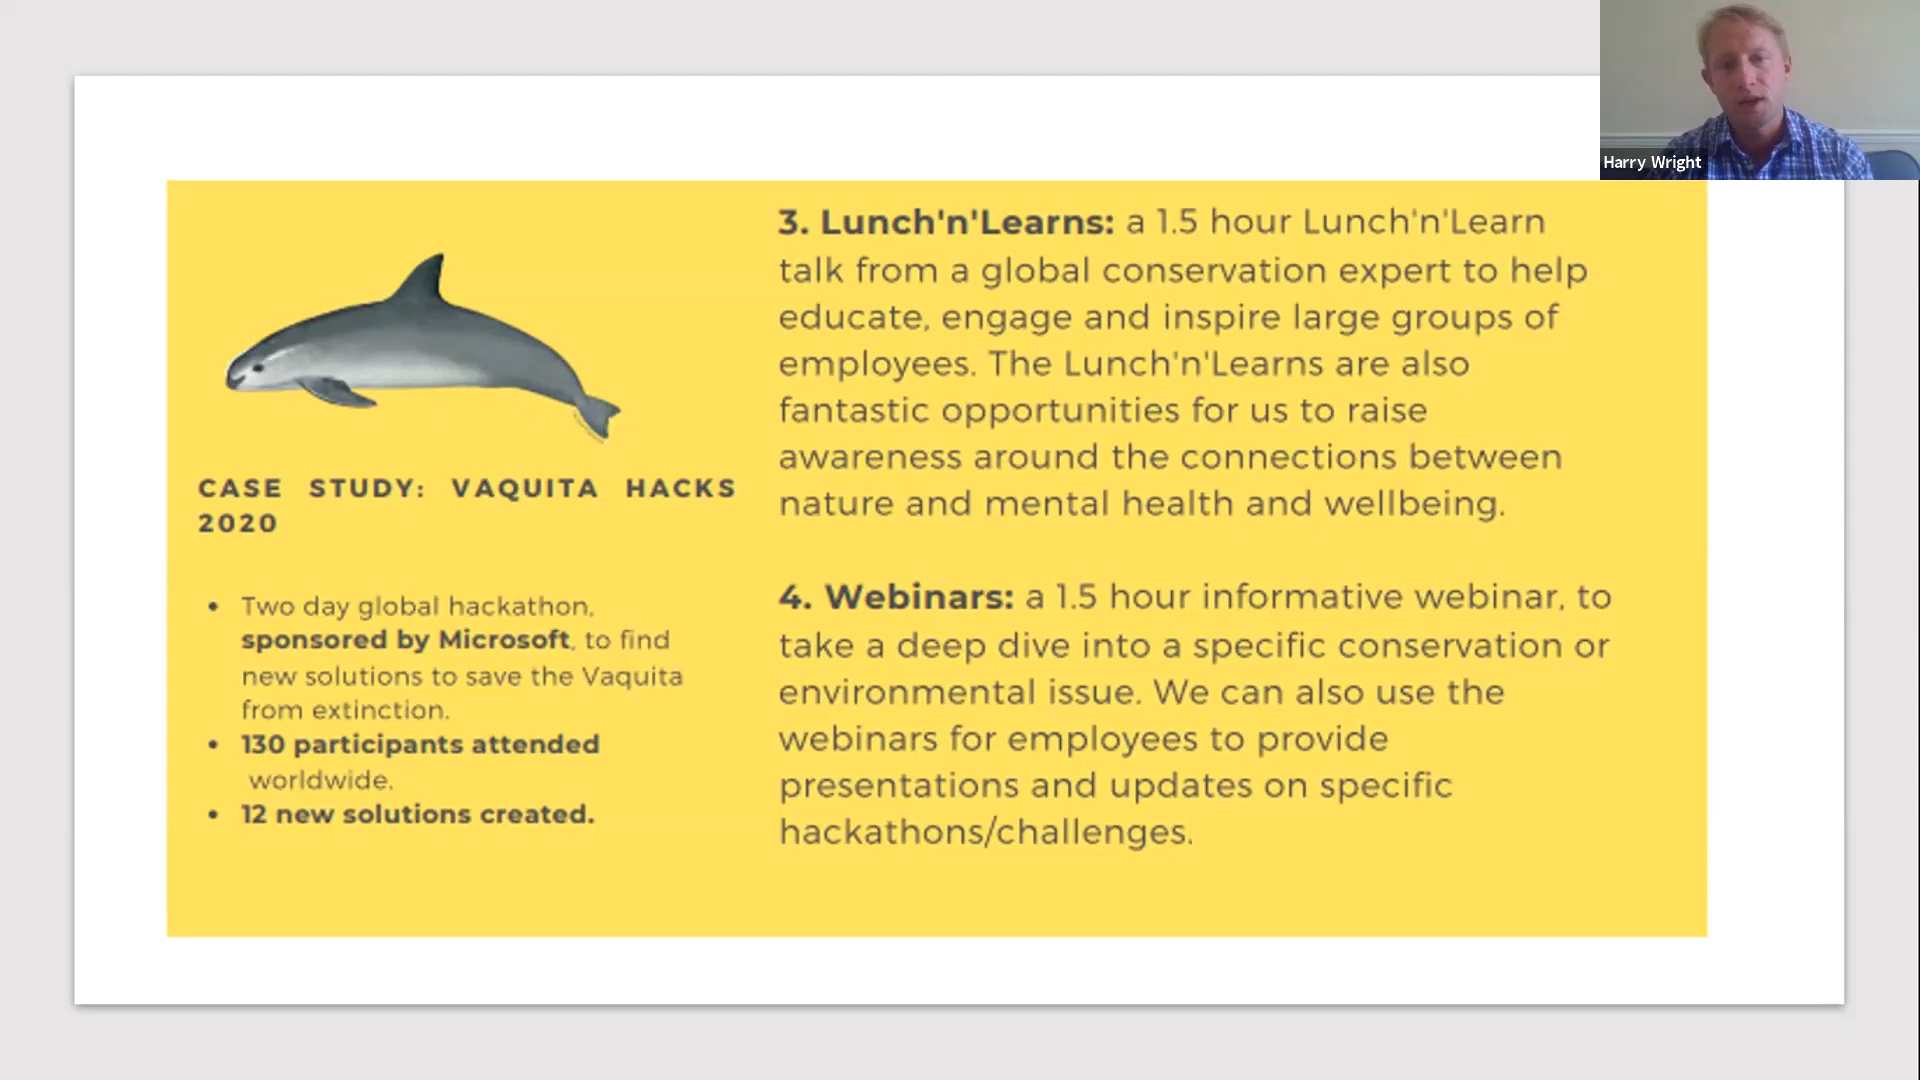 Harry Wright
CASE STUDY: VAQUITA HACKS
2020
• Two day global hackathon,
sponsored by Microsoft, to find
new solutions to save the Vaquita
from extinction.
• 130 participants attended
worldwide.
• 12 new solutions created.
3. Lunch'n'Learns: a 1.5 hour Lunch'n'Learn
talk from a global conservation expert to help
educate, engage and inspire large groups of
employees. The Lunch'n'Learns are also
fantastic opportunities for us to raise
awareness around the connections between
nature and mental health and wellbeing.
4. Webinars: a 1.5 hour informative webinar, to
take a deep dive into a specific conservation or
environmental issue. We can also use the
webinars for employees to provide
presentations and updates on specific
hackathons/challenges.